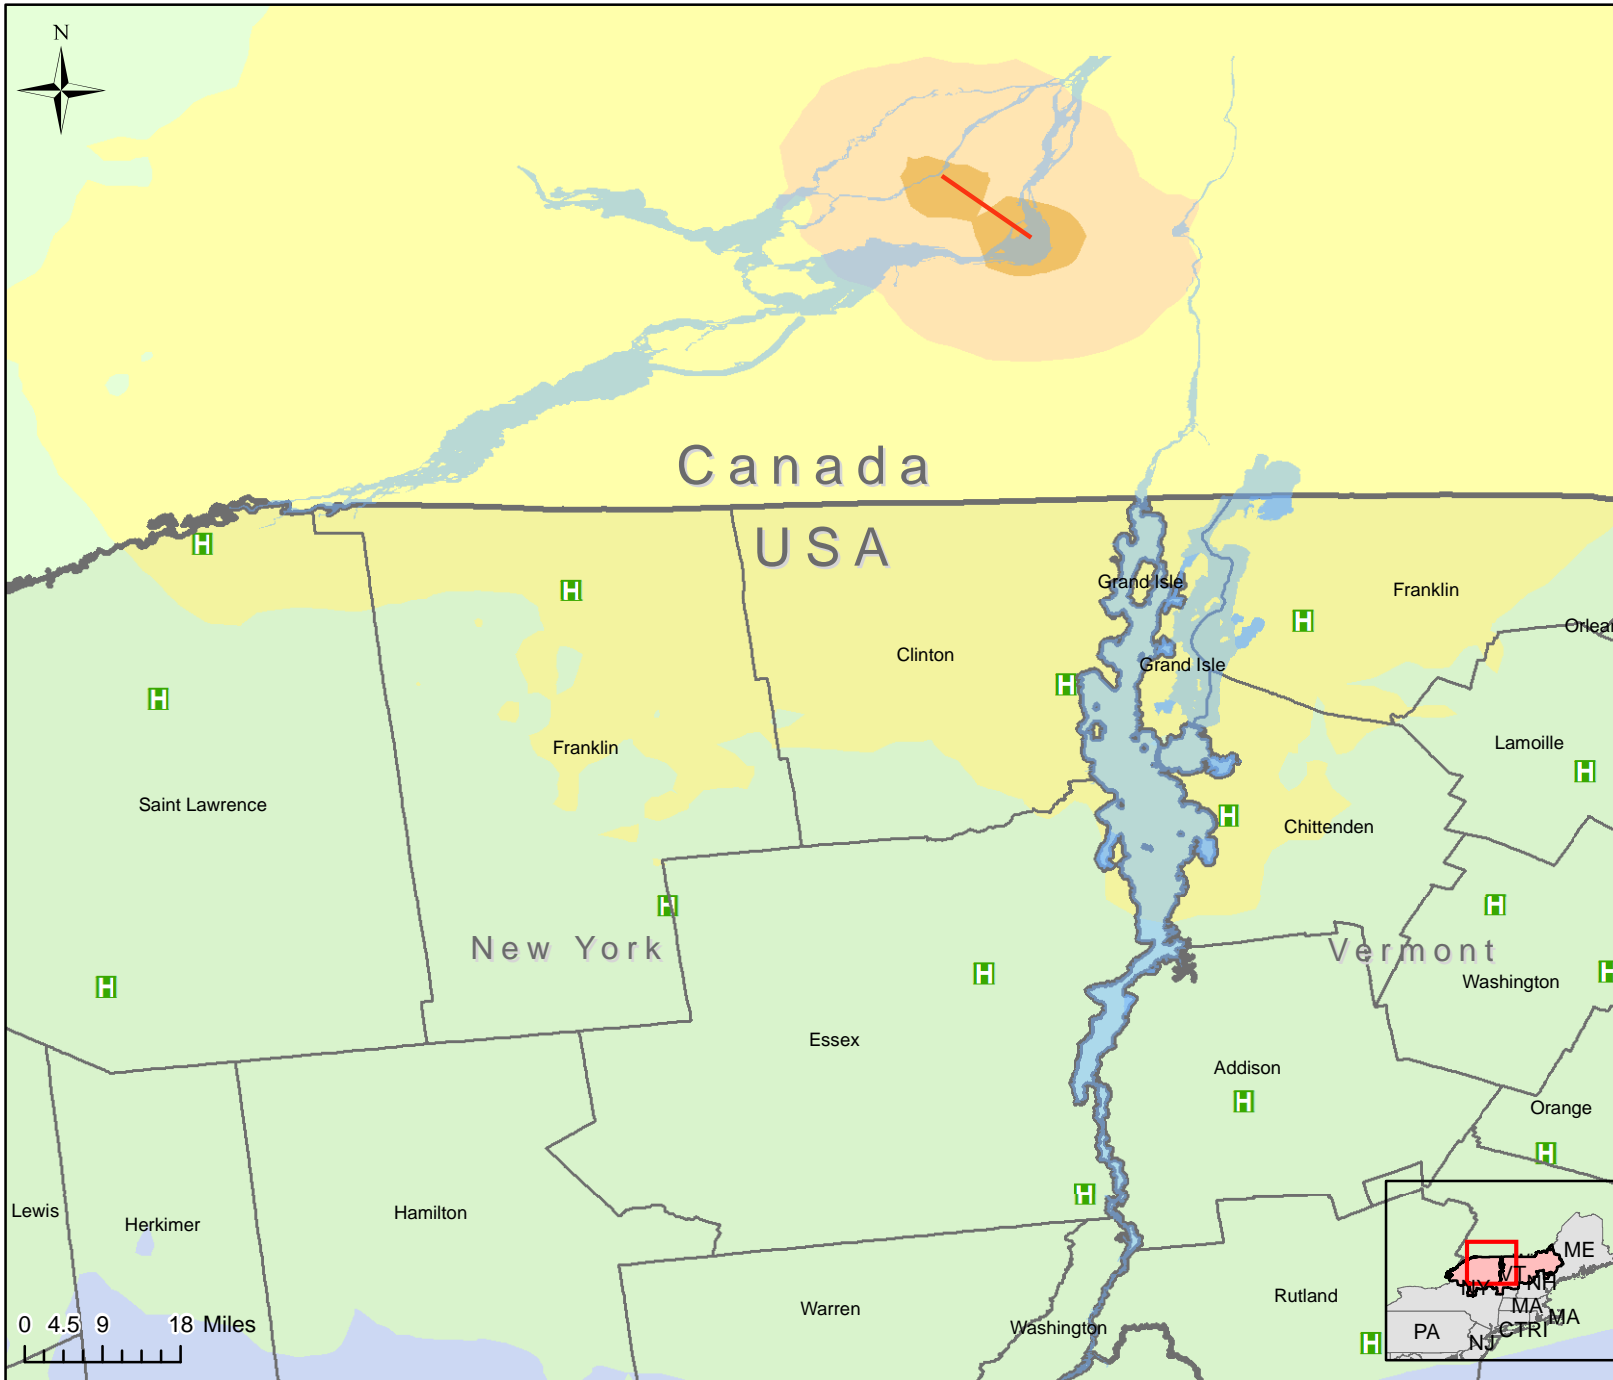 N
Canada
USA
H
H
Grand Isle
Franklin
H
Orlear
Clinton
H
Grand Isle
H
Franklin
Lamoille
H
Saint Lawrence
H
Chittenden
H
H
New York
Vermont
H
H
H
Washington
Essex
Addison
H
Orange
H
H
Lewis
Herkimer
Hamilton
Warren
Washington
Rutland
H
0 4.5 9 18 Miles
ME
VT
NY
NH
MA
MA
PA
CT
RI
NJ